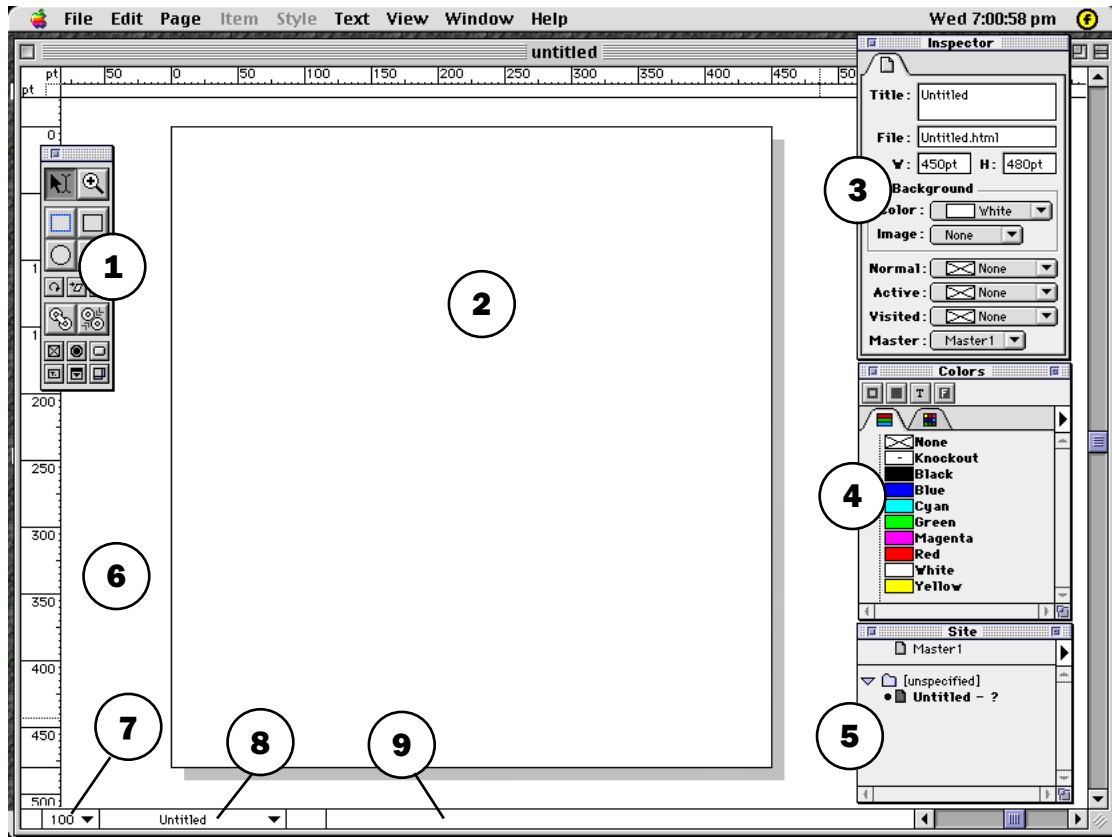 File Edit Page Item Style Text View Window Help Wed 7:00:58 pm
untitled
pt 50 0 50 100 150 200 250 300 350 400 450 50
pt
0
1
1
200
250
300
350
400
450
500
Inspector
Title: Untitled
File: Untitled.html
W: 450pt H: 480pt
Background
Color: White
Image: None
Normal: None
Active: None
Visited: None
Master: Master1
Colors
T F
None
Knockout
Black
Blue
Cyan
Green
Magenta
Red
White
Yellow
Site
Master1
[unspecified]
Untitled - ?
1
2
3
4
5
6
7
8
9
100 Untitled